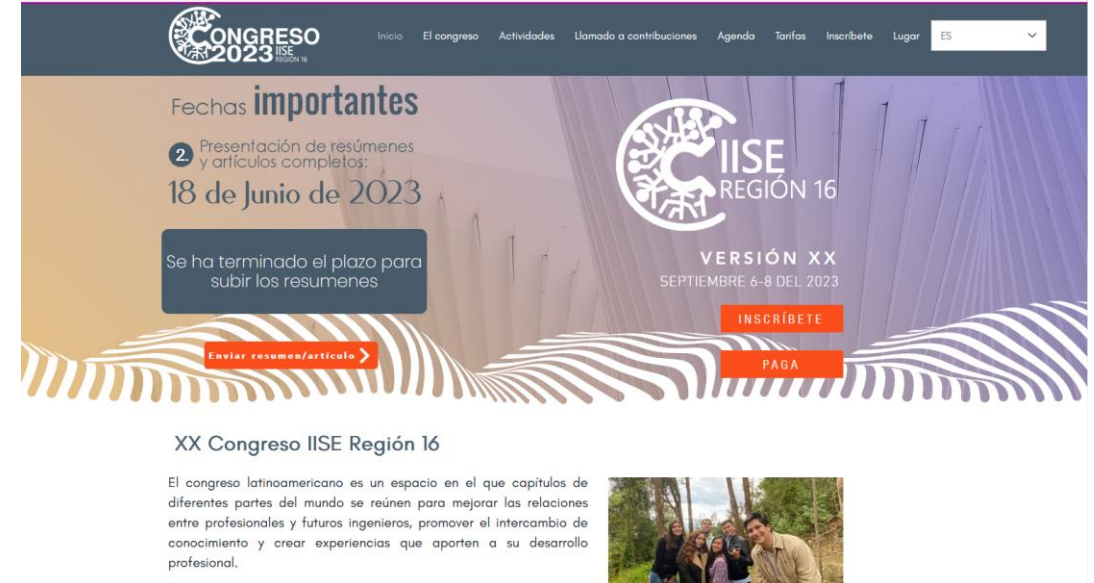 CONGRESO
2023 IISE
REGIÓN 16
Inicio El congreso Actividades Llamado a contribuciones Agenda Tarifas Inscríbete Lugar ES
Fechas importantes
2. Presentación de resúmenes
y artículos completos:
18 de Junio de 2023
Se ha terminado el plazo para
subir los resumenes
Enviar resumen/artículo
IISE
REGIÓN 16
VERSIÓN XX
SEPTIEMBRE 6-8 DEL 2023
INSCRÍBETE
PAGA
XX Congreso IISE Región 16
El congreso latinoamericano es un espacio en el que capítulos de
diferentes partes del mundo se reúnen para mejorar las relaciones
entre profesionales y futuros ingenieros, promover el intercambio de
conocimiento y crear experiencias que aporten a su desarrollo
profesional.